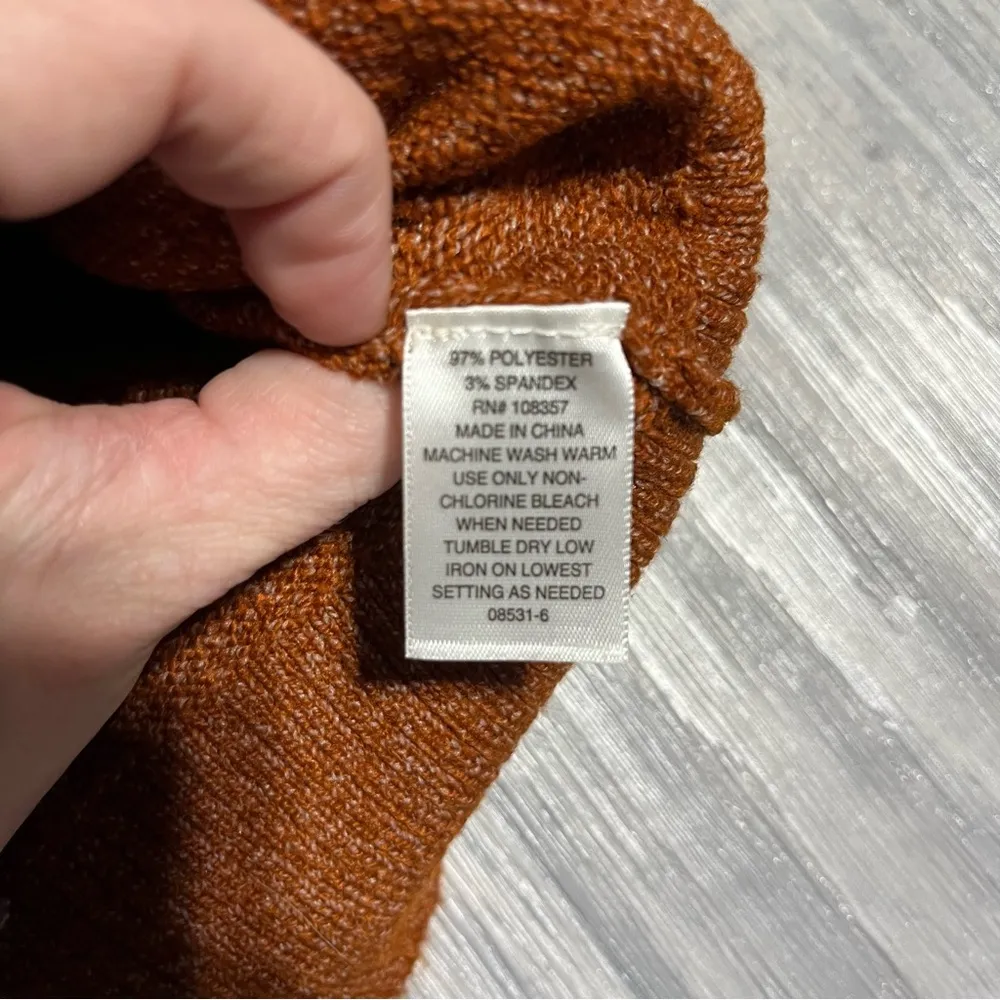 97% POLYESTER
3% SPANDEX
RN# 108357
MADE IN CHINA
MACHINE WASH WARM
USE ONLY NON-
CHLORINE BLEACH
WHEN NEEDED
TUMBLE DRY LOW
IRON ON LOWEST
SETTING AS NEEDED
08531-6